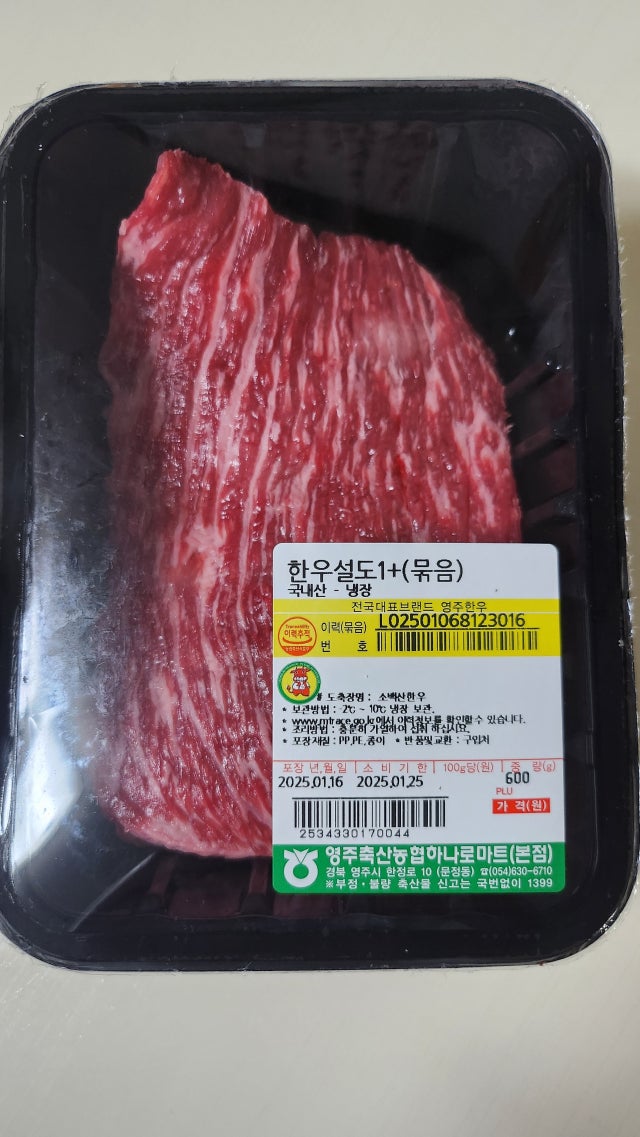 한우설도1+(묶음)
국내산 - 냉장
전국대표브랜드 영주한우
Traceability
이력추적
이력(묶음) L02501068123016
번 호
도축장명 : 소백산한우
* 보관방법 : -2℃ ~ 10℃ 냉장 보관.
* www.mtrace.go.kr에서 이력정보를 확인할 수 있습니다.
* 조리방법 : 충분히 가열하여 섭취 하십시요.
* 포장재질 : PP,PE,종이 * 반품및교환 : 구입처
포장 년,월,일 소 비 기 한 100g당(원) 중 량(g)
2025.01.16 2025.01.25 600
PLU
가 격(원)
2534330170044
영주축산농협하나로마트(본점)
경북 영주시 한정로 10 (문정동) ☎(054)630-6710
※부정·불량 축산물 신고는 국번없이 1399